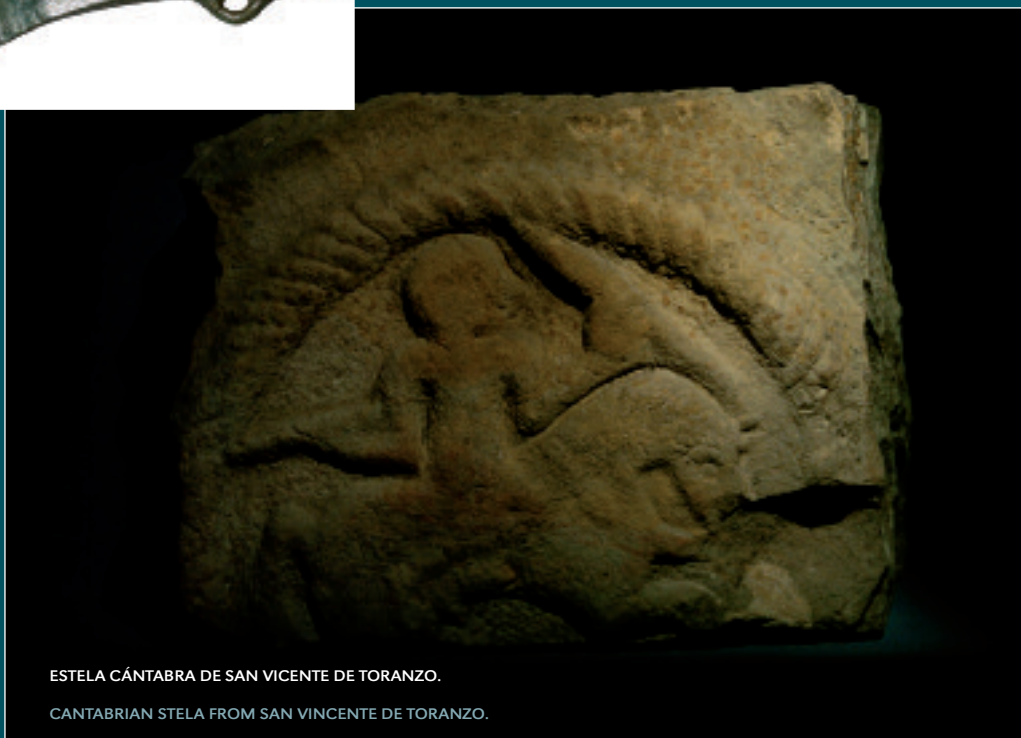 ESTELA CÁNTABRA DE SAN VICENTE DE TORANZO.
CANTABRIAN STELA FROM SAN VINCENTE DE TORANZO.